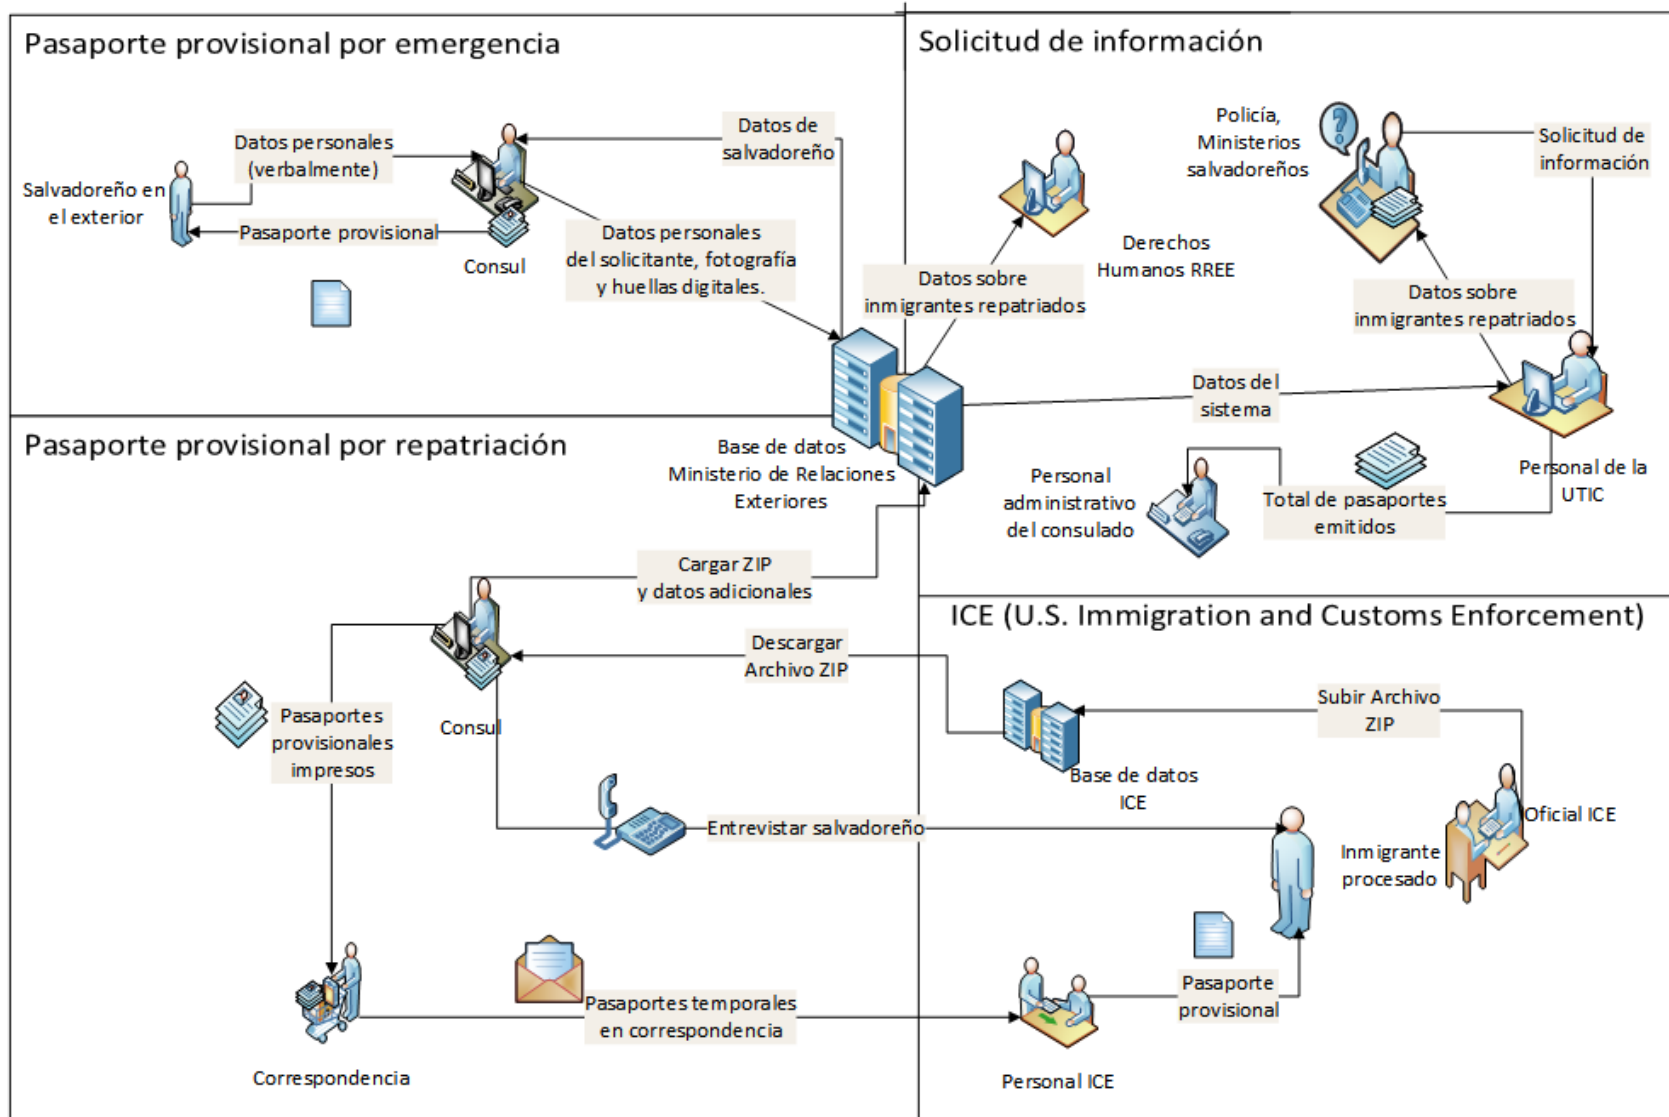 Pasaporte provisional por emergencia
Datos personales
(verbalmente)
Salvadoreño en
el exterior
Pasaporte provisional
Consul
Datos de
salvadoreño
Datos personales
del solicitante, fotografía
y huellas digitales.
Solicitud de información
Policía,
Ministerios
salvadoreños
Solicitud de
información
Derechos
Humanos RREE
Datos sobre
inmigrantes repatriados
Datos sobre
inmigrantes repatriados
Datos del
sistema
Personal de la
UTIC
Total de pasaportes
emitidos
Personal
administrativo
del consulado
Base de datos
Ministerio de Relaciones
Exteriores
Pasaporte provisional por repatriación
Cargar ZIP
y datos adicionales
Descargar
Archivo ZIP
Consul
Pasaportes
provisionales
impresos
Entrevistar salvadoreño
Pasaportes temporales
en correspondencia
Correspondencia
ICE (U.S. Immigration and Customs Enforcement)
Subir Archivo
ZIP
Base de datos
ICE
Oficial ICE
Inmigrante
procesado
Pasaporte
provisional
Personal ICE